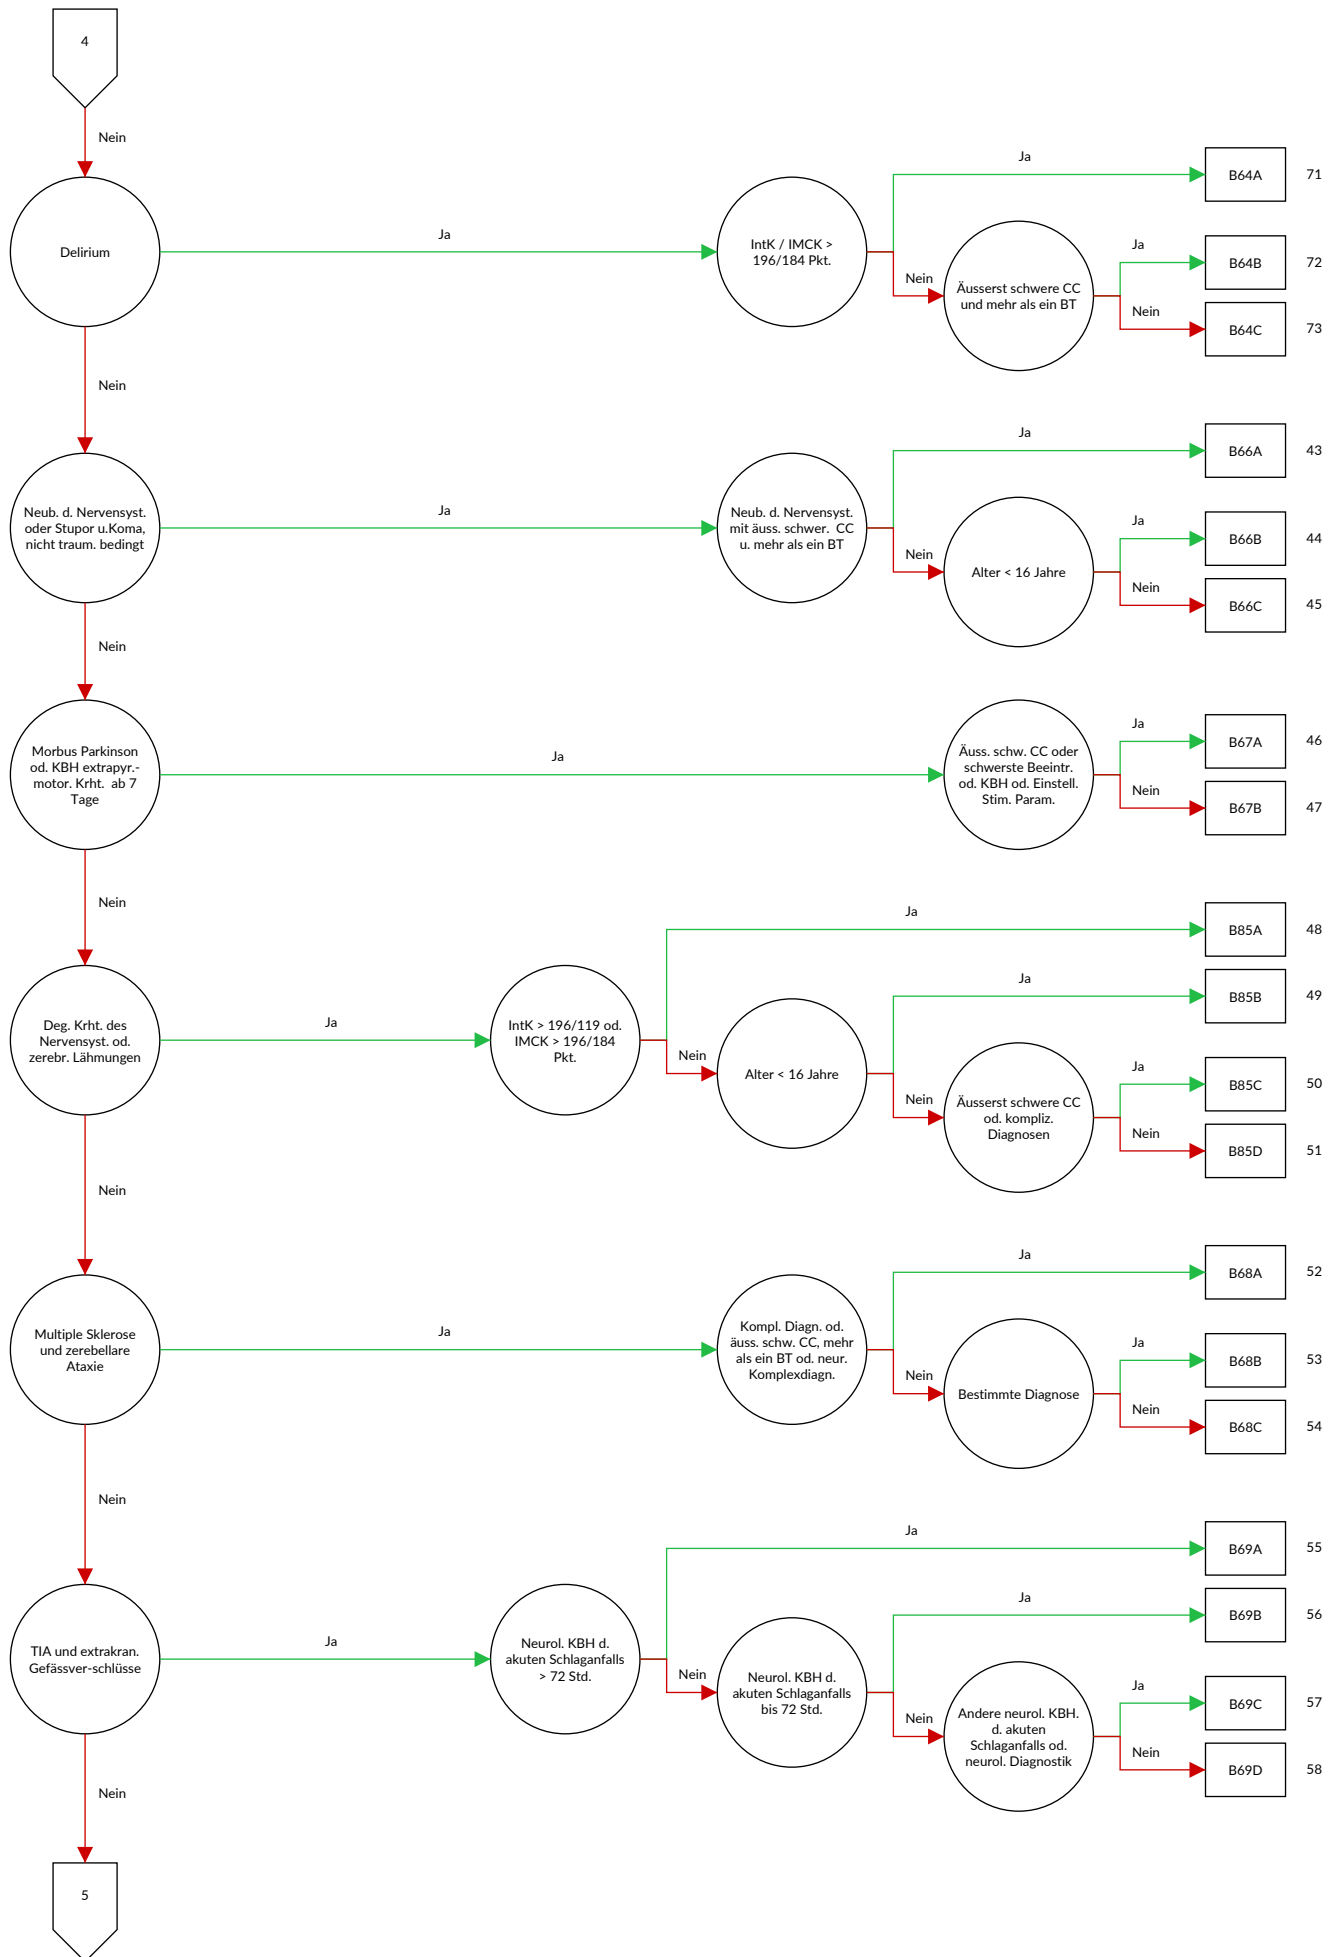 4
Nein
Delirium
Ja
IntK / IMCK >
196/184 Pkt.
Ja
B64A
71
Nein
Äusserst schwere CC
und mehr als ein BT
Ja
B64B
72
Nein
B64C
73
Nein
Neub. d. Nervensyst.
oder Stupor u.Koma,
nicht traum. bedingt
Ja
Neub. d. Nervensyst.
mit äuss. schwer. CC
u. mehr als ein BT
Ja
B66A
43
Nein
Alter < 16 Jahre
Ja
B66B
44
Nein
B66C
45
Nein
Morbus Parkinson
od. KBH extrapyr.-
motor. Krht. ab 7
Tage
Ja
Äuss. schw. CC oder
schwerste Beeintr.
od. KBH od. Einstell.
Stim. Param.
Ja
B67A
46
Nein
B67B
47
Nein
Deg. Krht. des
Nervensyst. od.
zerebr. Lähmungen
Ja
IntK > 196/119 od.
IMCK > 196/184
Pkt.
Ja
B85A
48
Nein
Alter < 16 Jahre
Ja
B85B
49
Nein
Äusserst schwere CC
od. kompliz.
Diagnosen
Ja
B85C
50
Nein
B85D
51
Nein
Multiple Sklerose
und zerebellare
Ataxie
Ja
Kompl. Diagn. od.
äuss. schw. CC, mehr
als ein BT od. neur.
Komplexdiagn.
Ja
B68A
52
Nein
Bestimmte Diagnose
Ja
B68B
53
Nein
B68C
54
Nein
TIA und extrakran.
Gefässver-schlüsse
Ja
Neurol. KBH d.
akuten Schlaganfalls
> 72 Std.
Ja
B69A
55
Nein
Neurol. KBH d.
akuten Schlaganfalls
bis 72 Std.
Ja
B69B
56
Nein
Andere neurol. KBH.
d. akuten
Schlaganfalls od.
neurol. Diagnostik
Ja
B69C
57
Nein
B69D
58
Nein
5